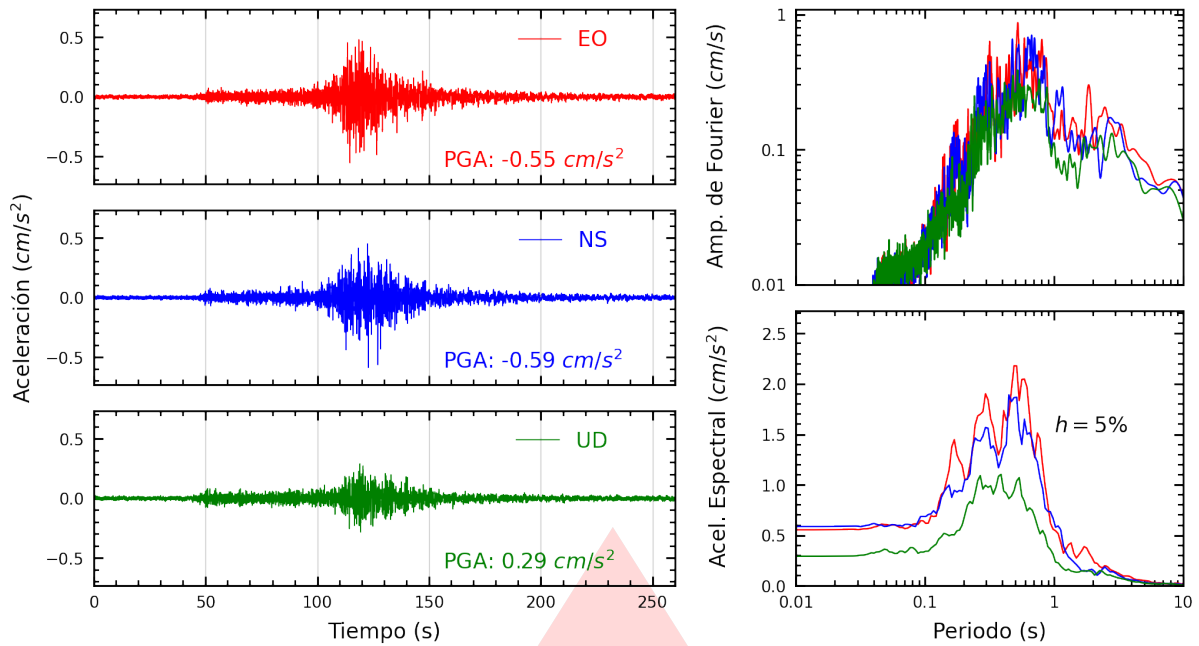 Aceleración (cm/s²)
0.5
0.0
−0.5
EO
PGA: -0.55 cm/s²
0.5
0.0
−0.5
NS
PGA: -0.59 cm/s²
0.5
0.0
−0.5
UD
PGA: 0.29 cm/s²
0 50 100 150 200 250
Tiempo (s)
Amp. de Fourier (cm/s)
1
0.1
0.01
Acel. Espectral (cm/s²)
2.5
2.0
1.5
1.0
0.5
0.0
h = 5%
0.01 0.1 1 10
Periodo (s)